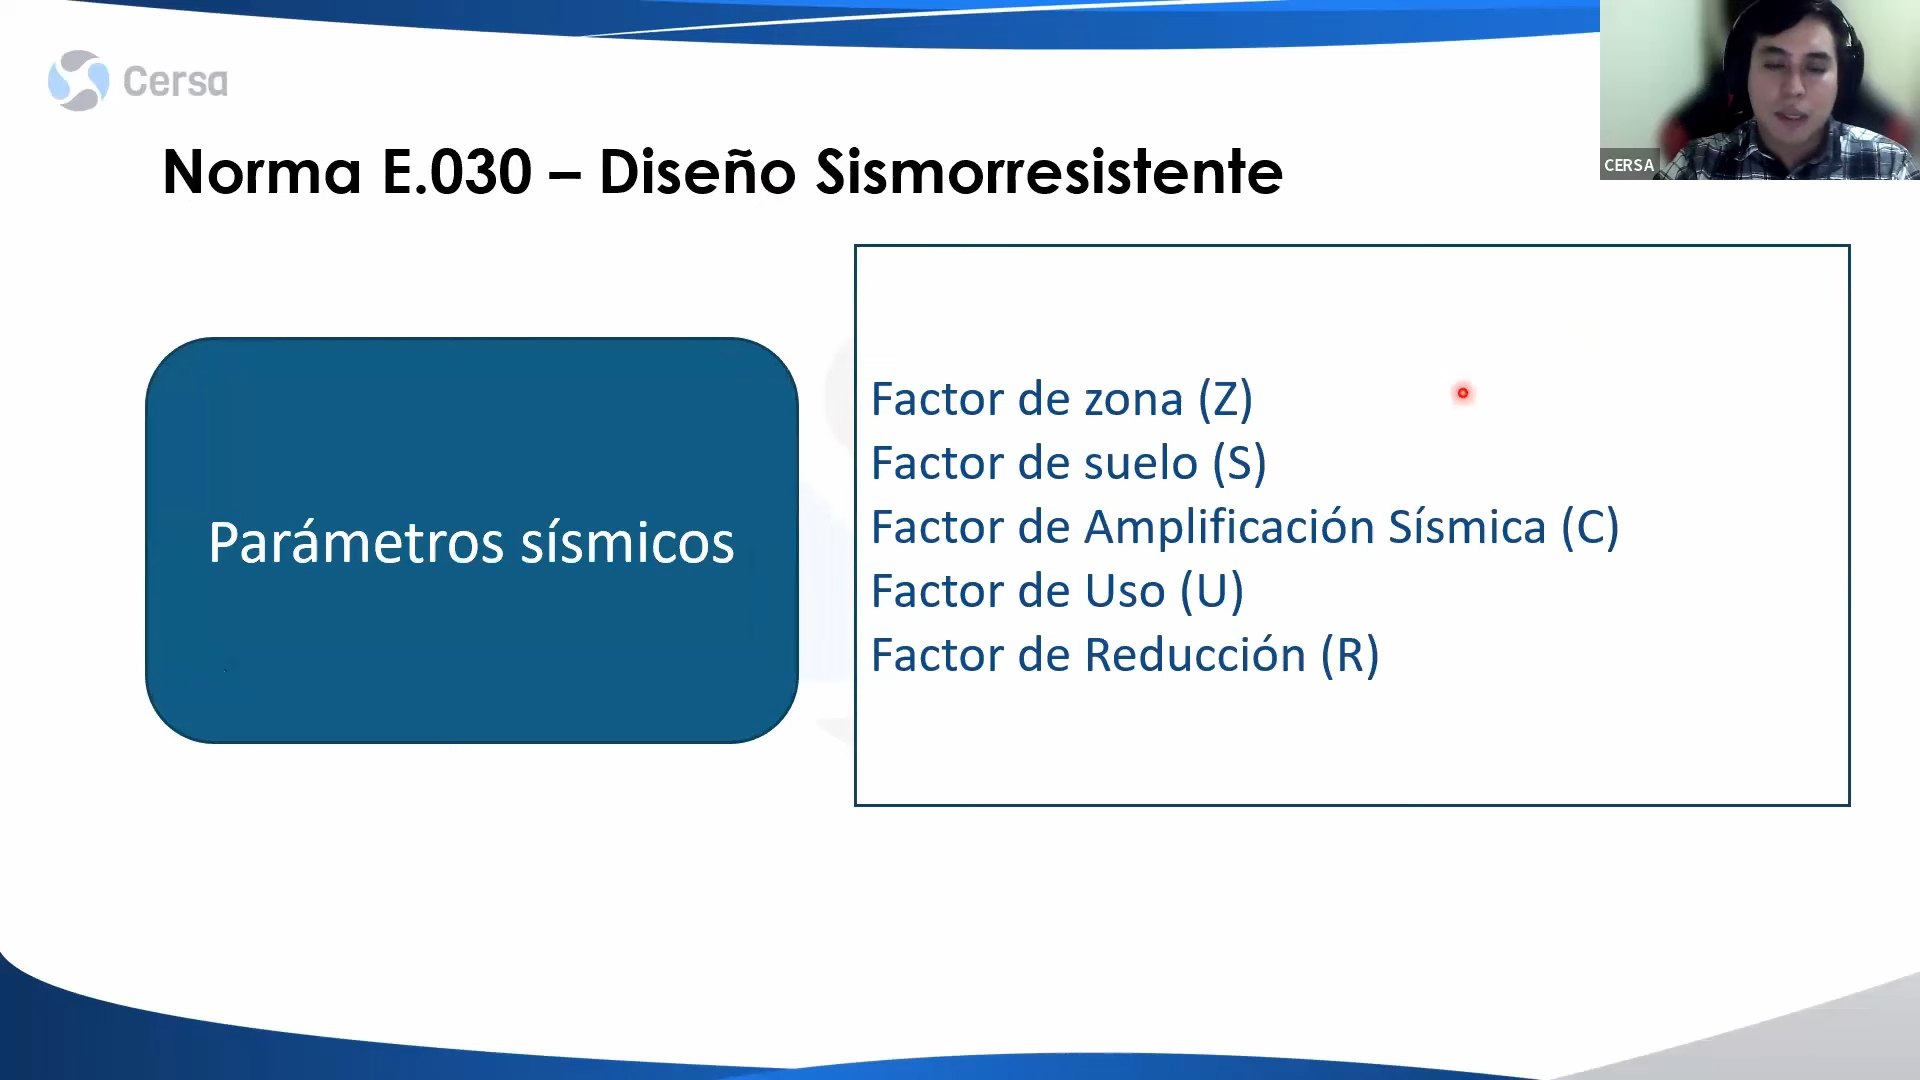 Cersa
CERSA
Norma E.030 – Diseño Sismorresistente
Parámetros sísmicos
Factor de zona (Z)
Factor de suelo (S)
Factor de Amplificación Sísmica (C)
Factor de Uso (U)
Factor de Reducción (R)